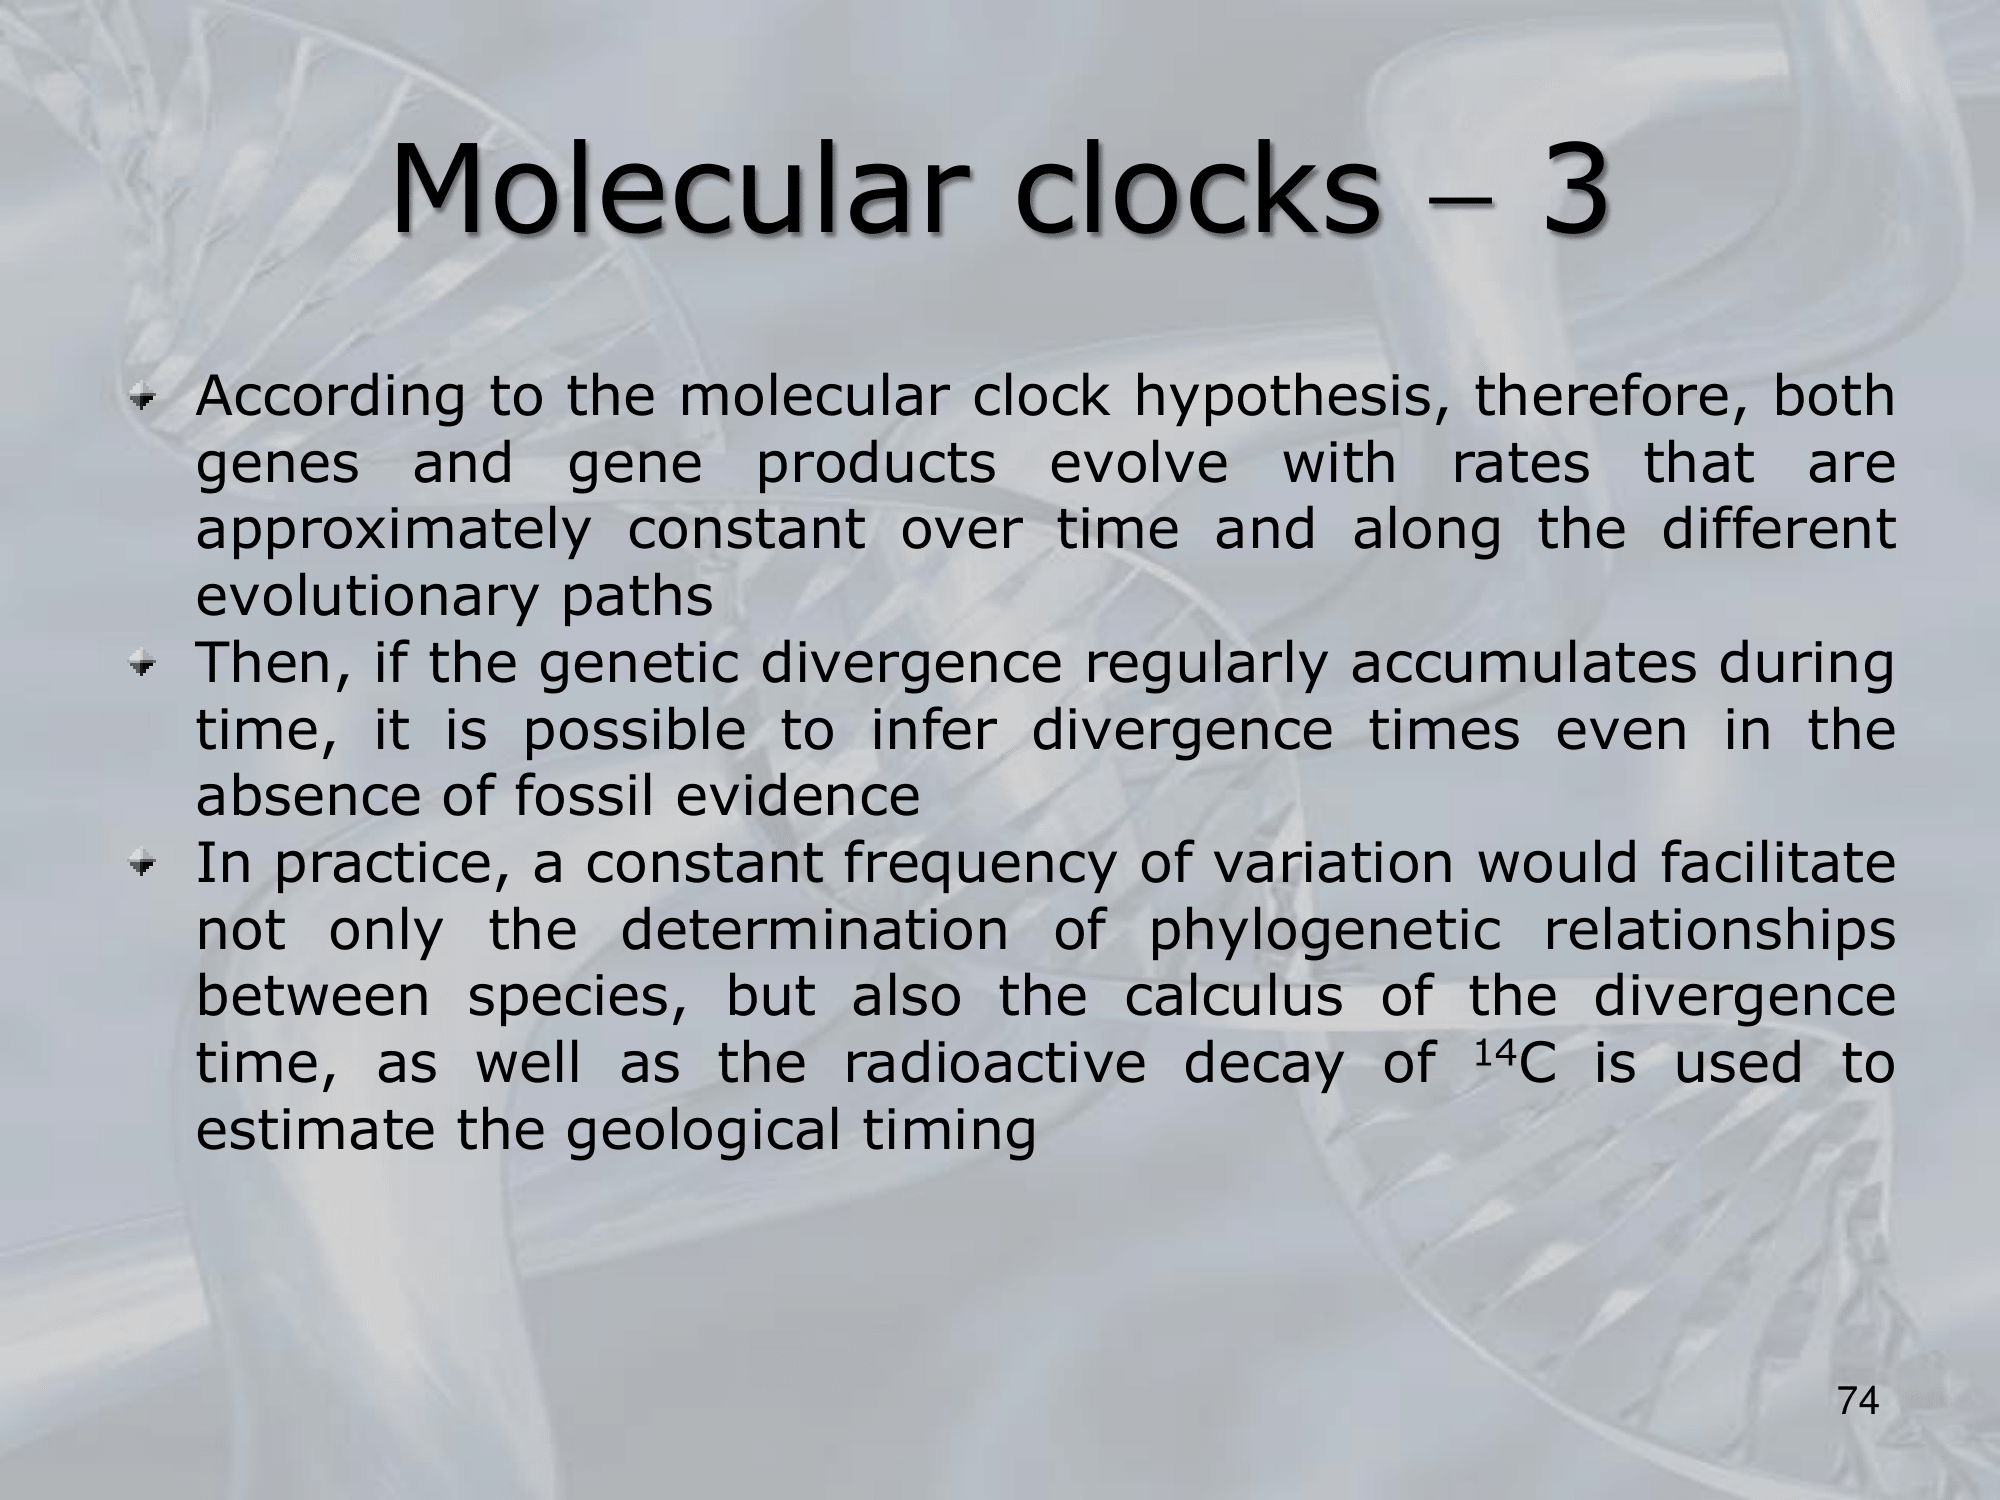 Molecular clocks – 3
According to the molecular clock hypothesis, therefore, both
genes and gene products evolve with rates that are
approximately constant over time and along the different
evolutionary paths
Then, if the genetic divergence regularly accumulates during
time, it is possible to infer divergence times even in the
absence of fossil evidence
In practice, a constant frequency of variation would facilitate
not only the determination of phylogenetic relationships
between species, but also the calculus of the divergence
time, as well as the radioactive decay of ¹⁴C is used to
estimate the geological timing
74